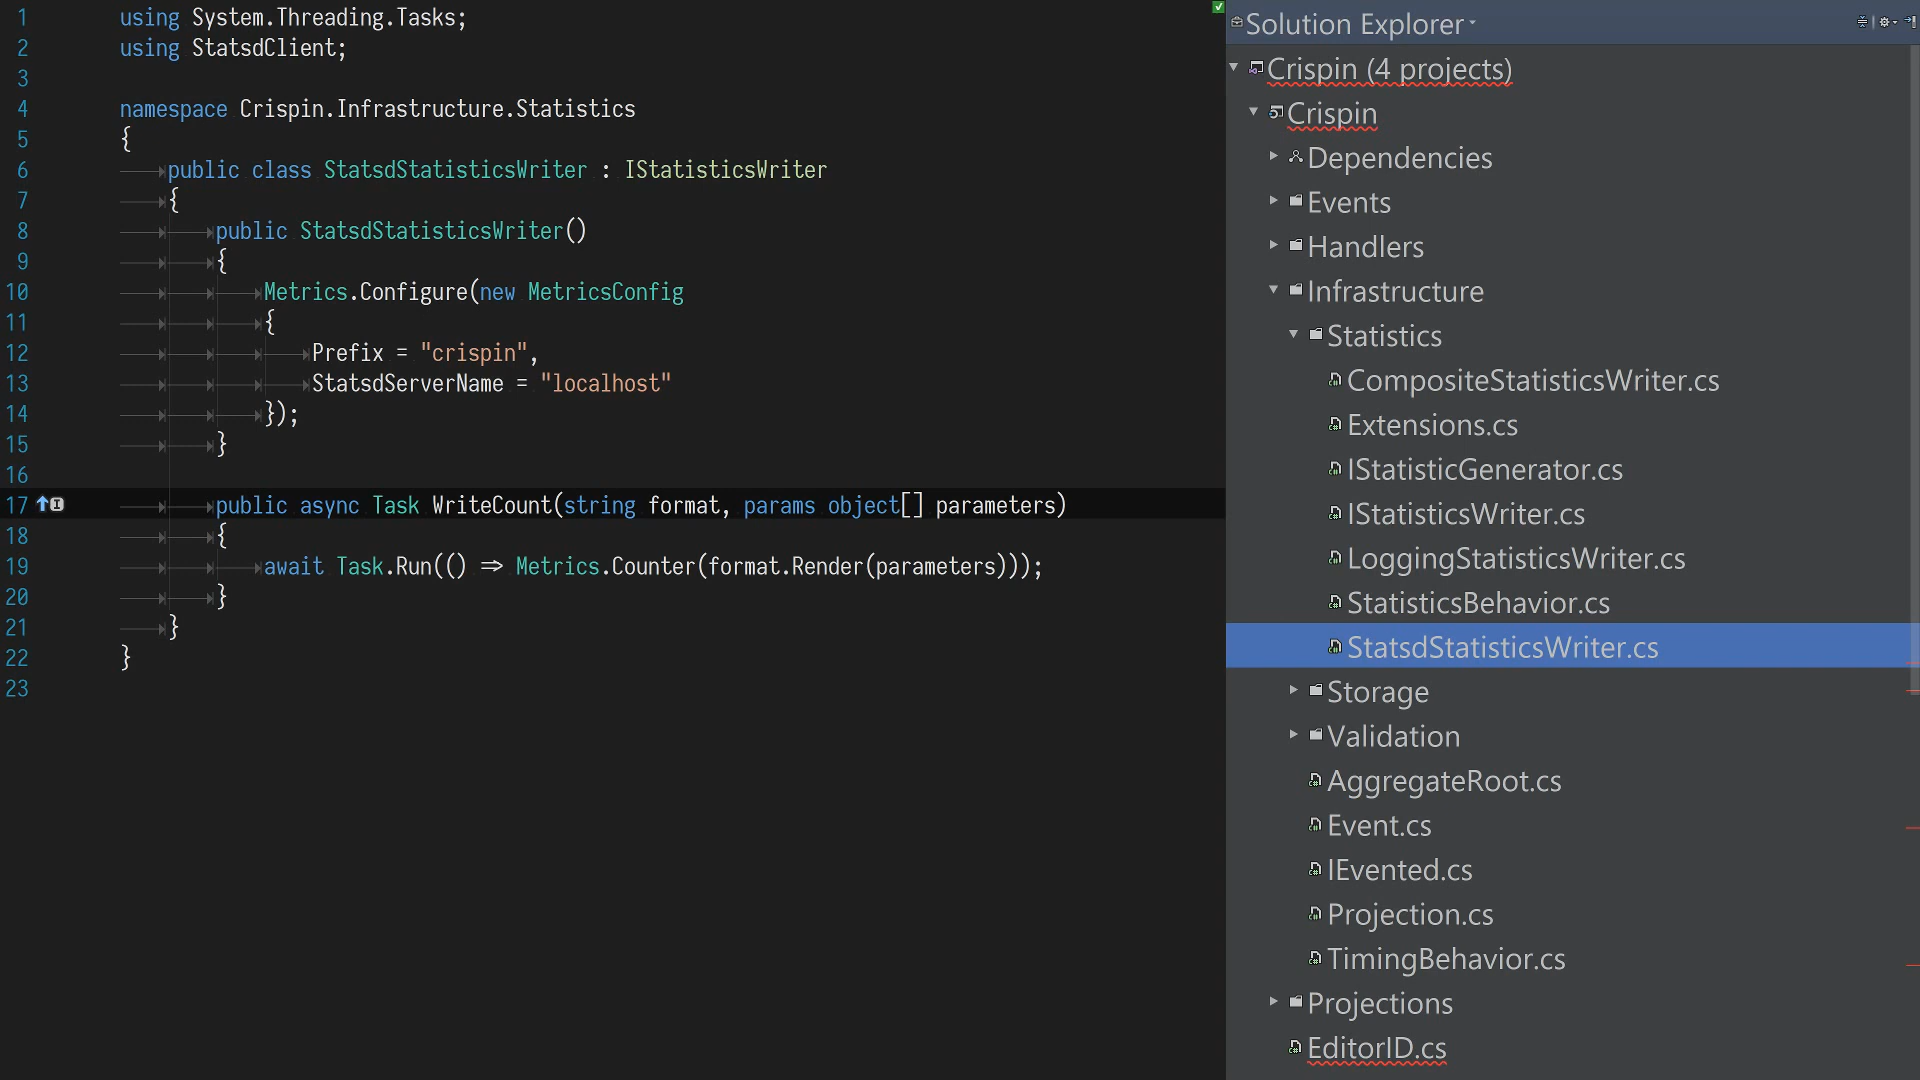 1 using System.Threading.Tasks;
2 using StatsdClient;
3
4 namespace Crispin.Infrastructure.Statistics
5 {
6 public class StatsdStatisticsWriter : IStatisticsWriter
7 {
8 public StatsdStatisticsWriter()
9 {
10 Metrics.Configure(new MetricsConfig
11 {
12 Prefix = "crispin",
13 StatsdServerName = "localhost"
14 });
15 }
16
17 public async Task WriteCount(string format, params object[] parameters)
18 {
19 await Task.Run(() => Metrics.Counter(format.Render(parameters)));
20 }
21 }
22 }
23
Solution Explorer
Crispin (4 projects)
Crispin
Dependencies
Events
Handlers
Infrastructure
Statistics
CompositeStatisticsWriter.cs
Extensions.cs
IStatisticGenerator.cs
IStatisticsWriter.cs
LoggingStatisticsWriter.cs
StatisticsBehavior.cs
StatsdStatisticsWriter.cs
Storage
Validation
AggregateRoot.cs
Event.cs
IEvented.cs
Projection.cs
TimingBehavior.cs
Projections
EditorID.cs